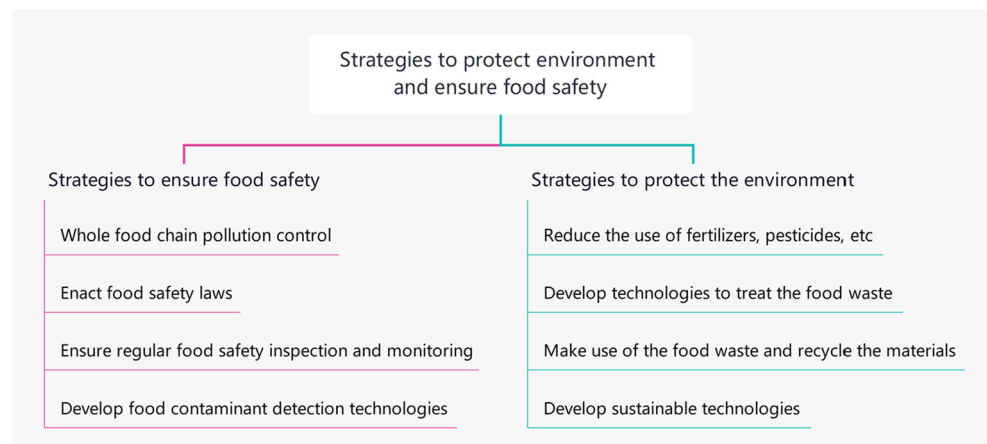 Strategies to protect environment
and ensure food safety
Strategies to ensure food safety
Whole food chain pollution control
Enact food safety laws
Ensure regular food safety inspection and monitoring
Develop food contaminant detection technologies
Strategies to protect the environment
Reduce the use of fertilizers, pesticides, etc
Develop technologies to treat the food waste
Make use of the food waste and recycle the materials
Develop sustainable technologies